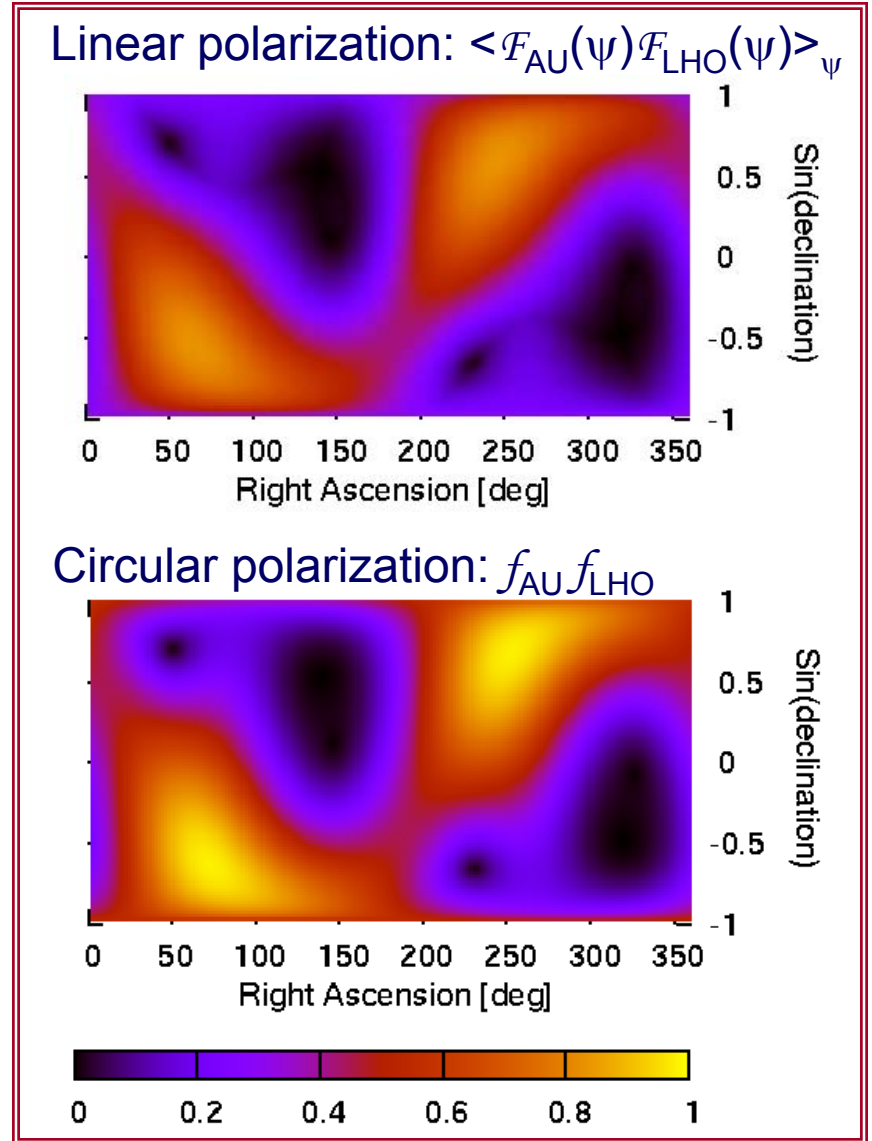 Linear polarization: <ℱAU(ψ)ℱLHO(ψ)>ψ
1
0.5
0
-0.5
-1
Sin(declination)
0 50 100 150 200 250 300 350
Right Ascension [deg]
Circular polarization: fAU fLHO
1
0.5
0
-0.5
-1
Sin(declination)
0 50 100 150 200 250 300 350
Right Ascension [deg]
0 0.2 0.4 0.6 0.8 1